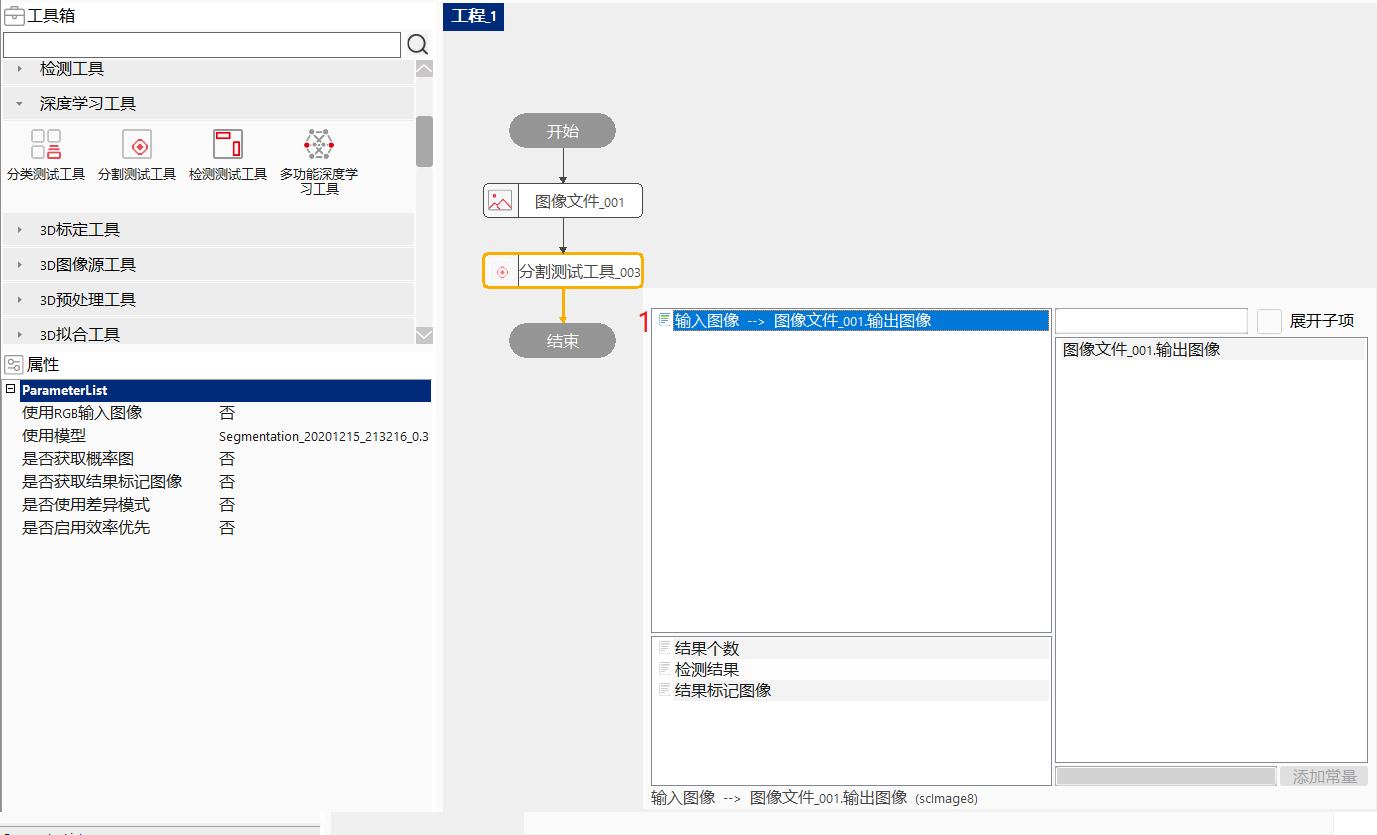 工具箱
检测工具
深度学习工具
分类测试工具
分割测试工具
检测测试工具
多功能深度学
习工具
3D标定工具
3D图像源工具
3D预处理工具
3D拟合工具
属性
ParameterList
使用RGB输入图像 否
使用模型 Segmentation_20201215_213216_0.3
是否获取概率图 否
是否获取结果标记图像 否
是否使用差异模式 否
是否启用效率优先 否
工程_1
开始
图像文件_001
分割测试工具_003
结束
1
输入图像 --> 图像文件_001.输出图像
结果个数
检测结果
结果标记图像
展开子项
图像文件_001.输出图像
添加常量
输入图像 --> 图像文件_001.输出图像 (scImage8)